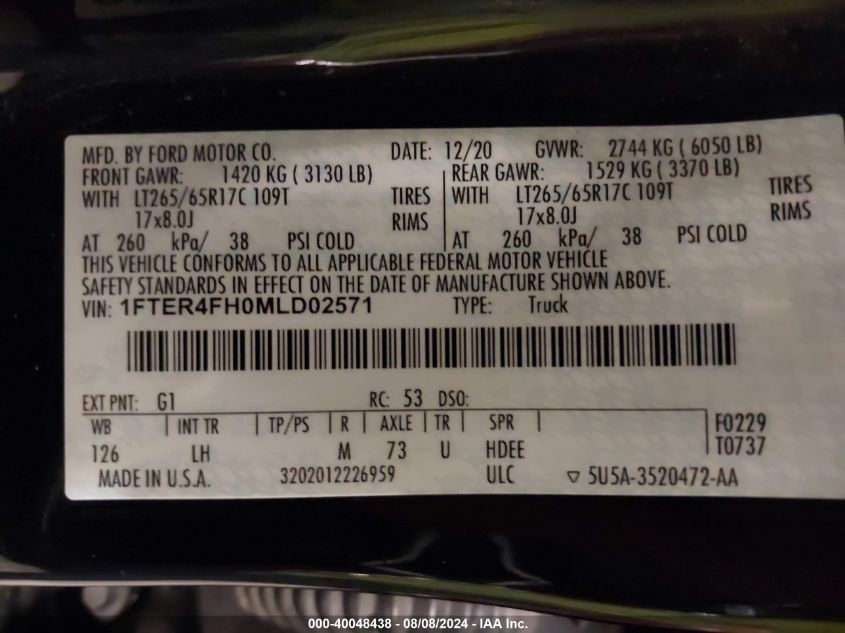 MFD. BY FORD MOTOR CO. DATE: 12/20 GVWR: 2744 KG ( 6050 LB)
FRONT GAWR: 1420 KG ( 3130 LB) REAR GAWR: 1529 KG ( 3370 LB)
WITH LT265/65R17C 109T TIRES WITH LT265/65R17C 109T TIRES
17x8.0J RIMS 17x8.0J RIMS
AT 260 kPa/ 38 PSI COLD AT 260 kPa/ 38 PSI COLD
THIS VEHICLE CONFORMS TO ALL APPLICABLE FEDERAL MOTOR VEHICLE
SAFETY STANDARDS IN EFFECT ON THE DATE OF MANUFACTURE SHOWN ABOVE.
VIN: 1FTER4FH0MLD02571 TYPE: Truck
EXT PNT: G1 RC: 53 DSO:
WB INT TR TP/PS R AXLE TR SPR F0229
126 LH M 73 U HDEE T0737
MADE IN U.S.A. 3202012226959 ULC ▽ 5U5A-3520472-AA
000-40048438 - 08/08/2024 - IAA Inc.